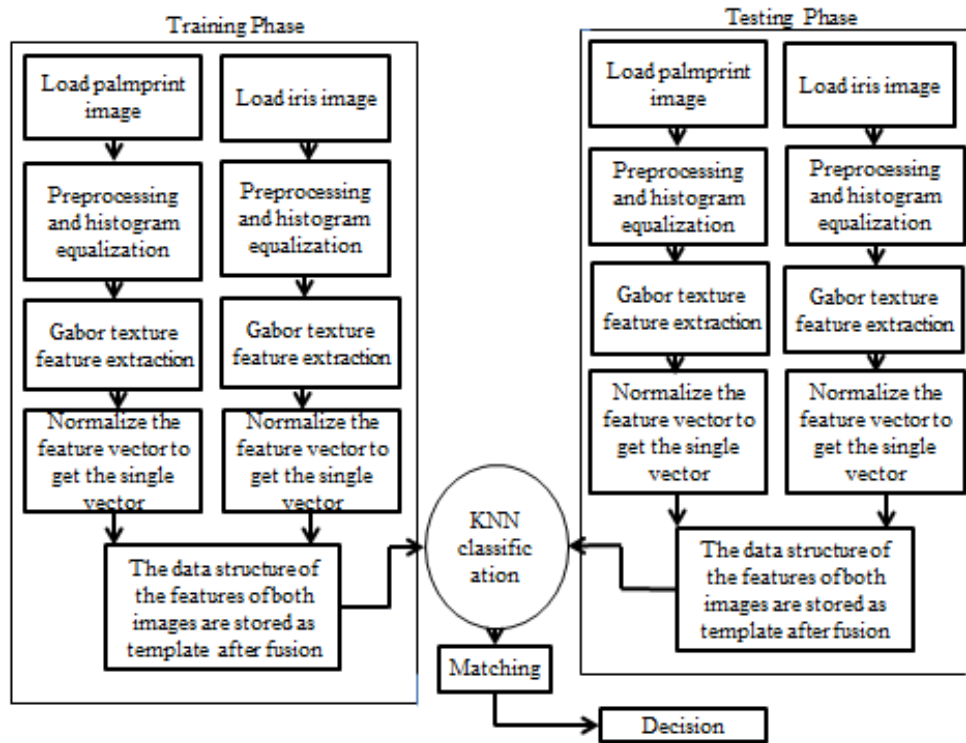 Training Phase
Load palmprint
image
Load iris image
Preprocessing
and histogram
equalization
Preprocessing
and histogram
equalization
Gabor texture
feature extraction
Gabor texture
feature extraction
Normalize the
feature vector to
get the single
vector
Normalize the
feature vector to
get the single
vector
The data structure of
the features of both
images are stored as
template after fusion
Testing Phase
Load palmprint
image
Load iris image
Preprocessing
and histogram
equalization
Preprocessing
and histogram
equalization
Gabor texture
feature extraction
Gabor texture
feature extraction
Normalize the
feature vector to
get the single
vector
Normalize the
feature vector to
get the single
vector
The data structure of
the features of both
images are stored as
template after fusion
KNN
classific
ation
Matching
Decision